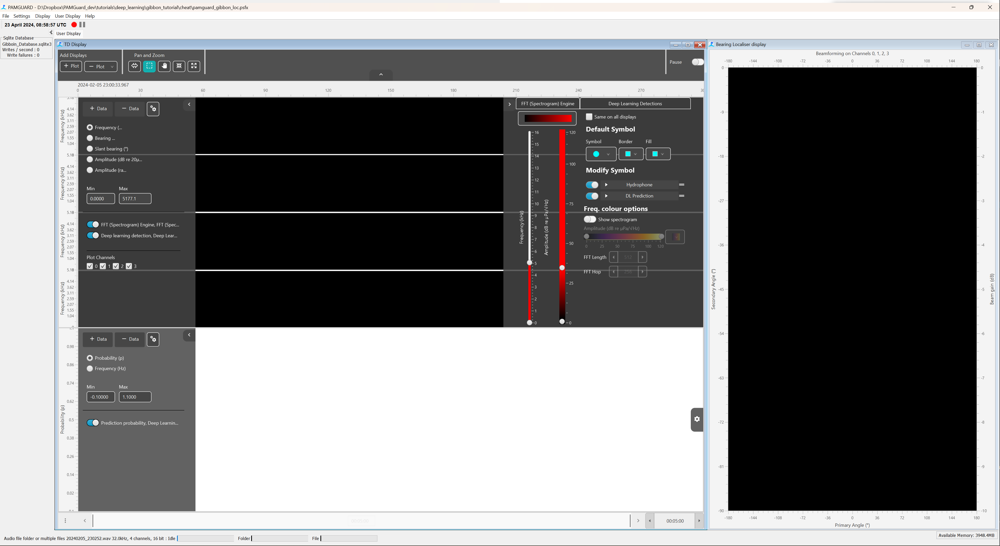 PAMGUARD - D:\Dropbox\PAMGuard_dev\tutorials\deep_learning\gibbon_tutorial\cheat\pamguard_gibbon_loc.psfx
File Settings Display User Display Help
23 April 2024, 08:58:57 UTC
User Display
Sqlite Database
Gibboin_Database.sqlite3
Writes / second : 0
Write failures : 0
TD Display
Add Displays
Pan and Zoom
+ Plot
− Plot
Pause
2024-02-05 23:00:33.967
0 30 60 90 120 150 180 210 240 270 30
Frequency (kHz)
5.18
4.14
3.62
3.11
2.59
2.07
1.55
1.04
+ Data
− Data
Frequency (...
Bearing ...
Slant bearing (°)
Amplitude (dB re 20µ...
Amplitude (ra...
Min Max
0.0000 5177.1
FFT (Spectrogram) Engine, FFT (Spec...
Deep learning detection, Deep Lear...
Plot Channels
0 1 2 3
Frequency (kHz)
5.18
4.14
3.62
3.11
2.59
2.07
1.55
1.04
Frequency (kHz)
5.18
4.14
3.62
3.11
2.59
2.07
1.55
1.04
Frequency (kHz)
5.18
4.14
3.62
3.11
2.59
2.07
1.55
1.04
FFT (Spectrogram) Engine
Deep Learning Detections
Frequency (kHz)
16
15
14
13
12
11
10
9
8
7
6
5
4
3
2
1
0
Amplitude (dB re µPa/√Hz)
120
100
75
50
25
0
Same on all displays
Default Symbol
Symbol Border Fill
Modify Symbol
Hydrophone
DL Prediction
Freq. colour options
Show spectrogram
Amplitude (dB re µPa/√Hz)
0 25 50 75 100 120
FFT Length 512
FFT Hop 256
Probability (p)
1.1
0.98
0.86
0.74
0.62
0.5
0.38
0.26
0.14
0.02
-0.1
+ Data
− Data
Probability (p)
Frequency (Hz)
Min Max
-0.10000 1.1000
Prediction probability, Deep Learnin...
00:05:00
00:05:00
Bearing Localiser display
Beamforming on Channels 0, 1, 2, 3
-180 -144 -108 -72 -36 0 36 72 108 144 180
Secondary Angle (°)
0
-9
-18
-27
-36
-45
-54
-63
-72
-81
-90
Beam gain (dB)
0
-1
-2
-3
-4
-5
-6
-7
-8
-9
-10
-180 -144 -108 -72 -36 0 36 72 108 144 180
Primary Angle (°)
Audio file folder or multiple files 20240205_230252.wav 32.0kHz, 4 channels, 16 bit : Idle
Folder
File
Available Memory: 3948.4MB